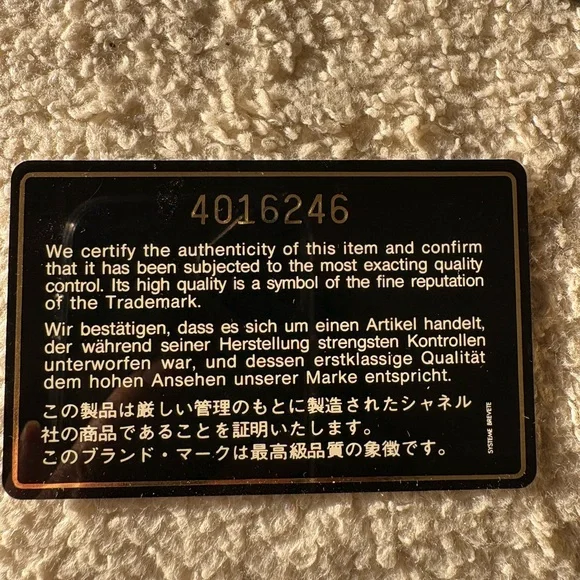 4016246
We certify the authenticity of this item and confirm
that it has been subjected to the most exacting quality
control. Its high quality is a symbol of the fine reputation
of the Trademark.
Wir bestätigen, dass es sich um einen Artikel handelt,
der während seiner Herstellung strengsten Kontrollen
unterworfen war, und dessen erstklassige Qualität
dem hohen Ansehen unserer Marke entspricht.
この製品は厳しい管理のもとに製造されたシャネル
社の商品であることを証明いたします。
このブランド・マークは最高級品質の象徴です。
SYSTEME BREVETE